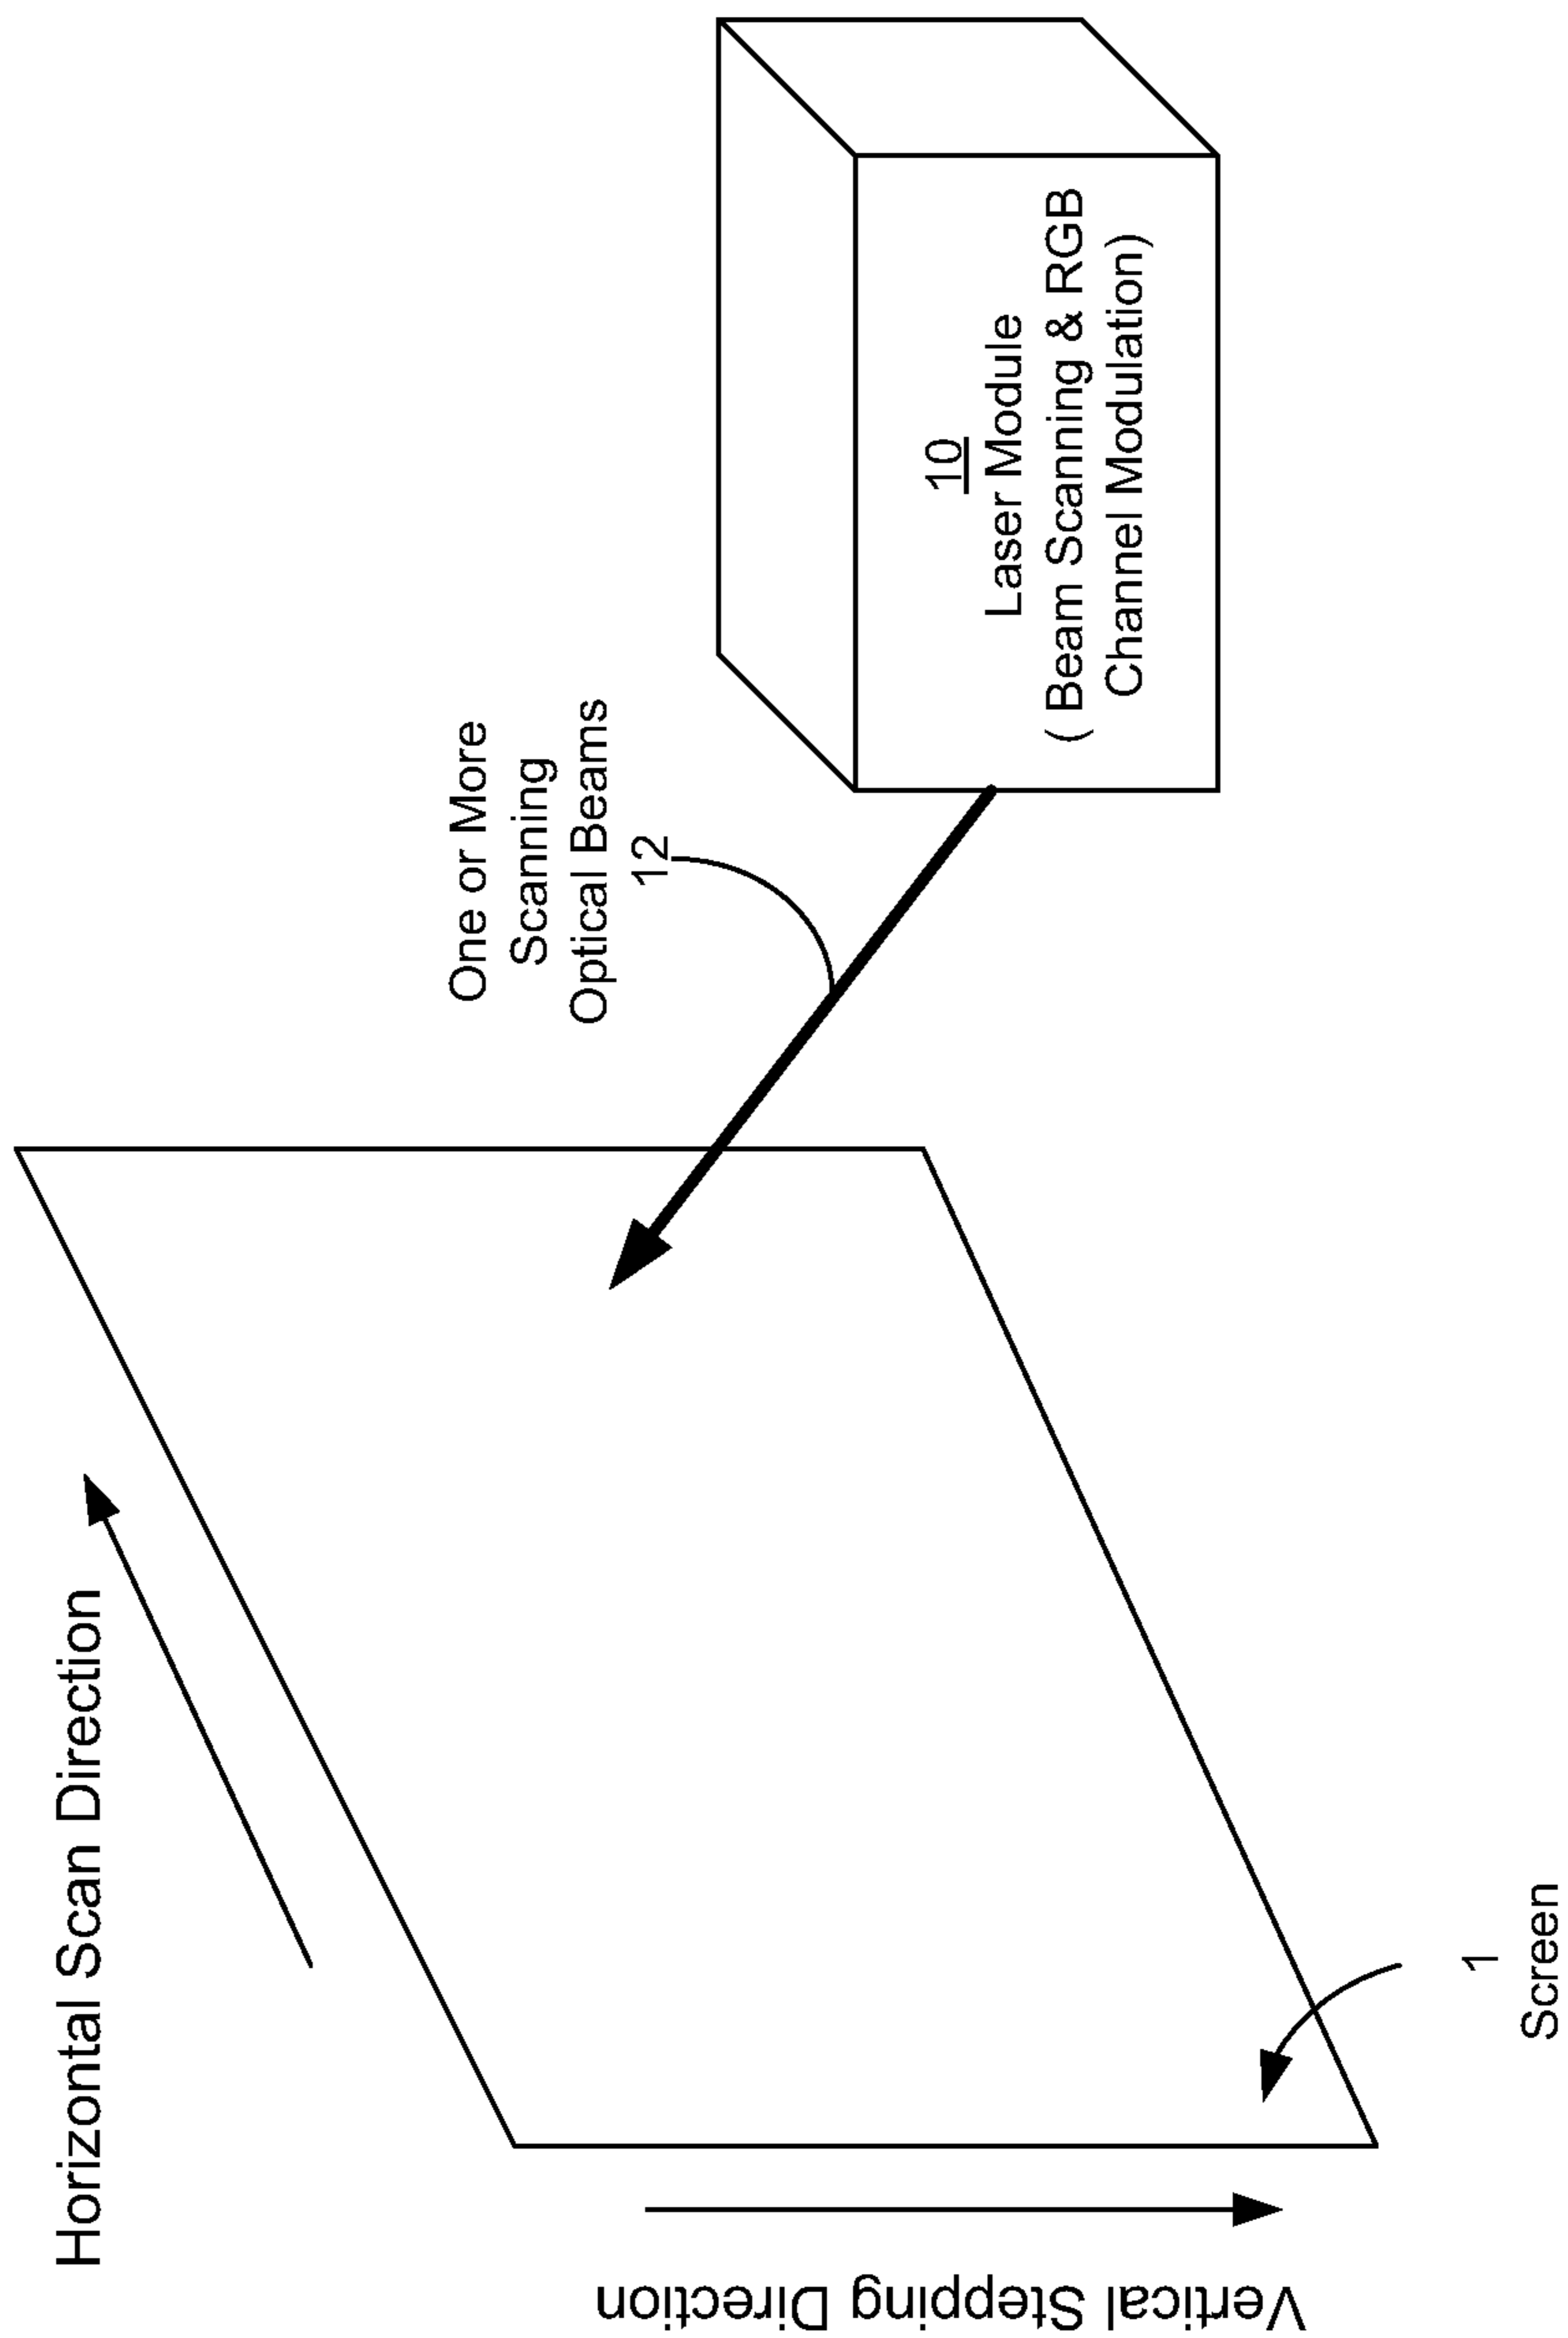 Horizontal Scan Direction
Vertical Stepping Direction
1
Screen
One or More
Scanning
Optical Beams
12
10
Laser Module
( Beam Scanning & RGB
Channel Modulation)